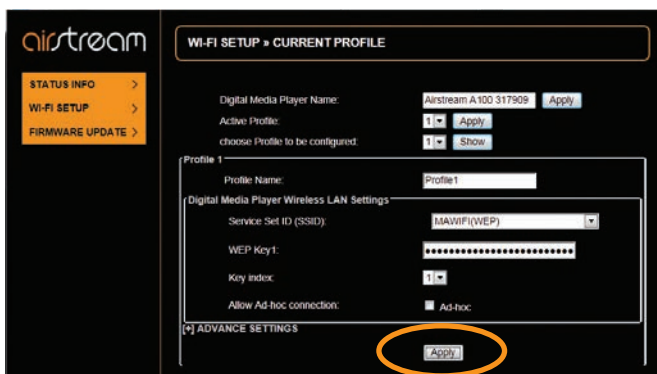 airstream
WI-FI SETUP » CURRENT PROFILE
STATUS INFO >
WI-FI SETUP >
FIRMWARE UPDATE >
Digital Media Player Name: Airstream A100 317909 Apply
Active Profile: 1 Apply
choose Profile to be configured: 1 Show
Profile 1
Profile Name: Profile1
Digital Media Player Wireless LAN Settings
Service Set ID (SSID): MAWIFI(WEP)
WEP Key1: ••••••••••••••••••••••••••
Key index: 1
Allow Ad-hoc connection: Ad-hoc
[+] ADVANCE SETTINGS
Apply